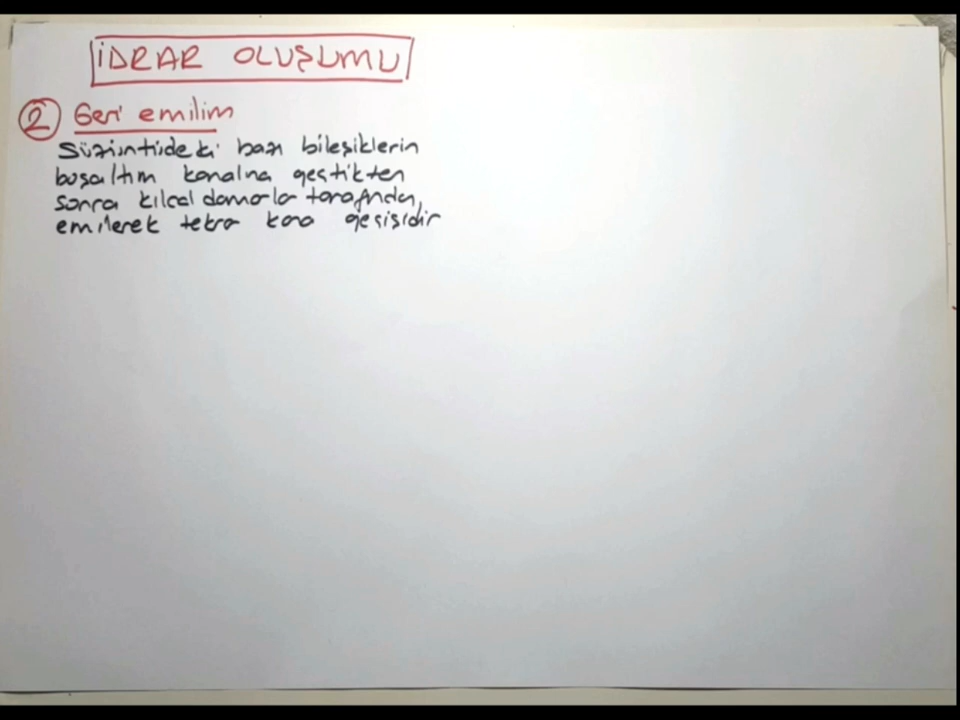 İDRAR OLUŞUMU
2 Geri emilim
Süzüntüdeki bazı bileşiklerin
boşaltım kanalına geçtikten
sonra kılcal damarlar tarafından
emilerek tekrar kana geçişidir